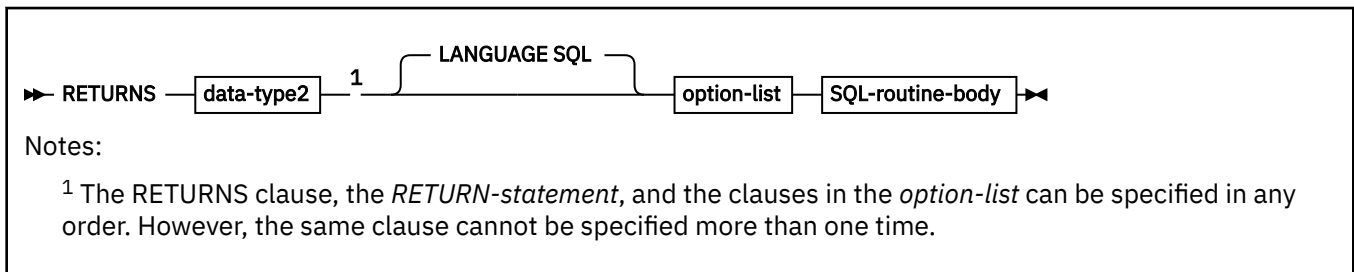 LANGUAGE SQL
RETURNS data-type2 1 option-list SQL-routine-body
Notes:
1 The RETURNS clause, the RETURN-statement, and the clauses in the option-list can be specified in any
order. However, the same clause cannot be specified more than one time.